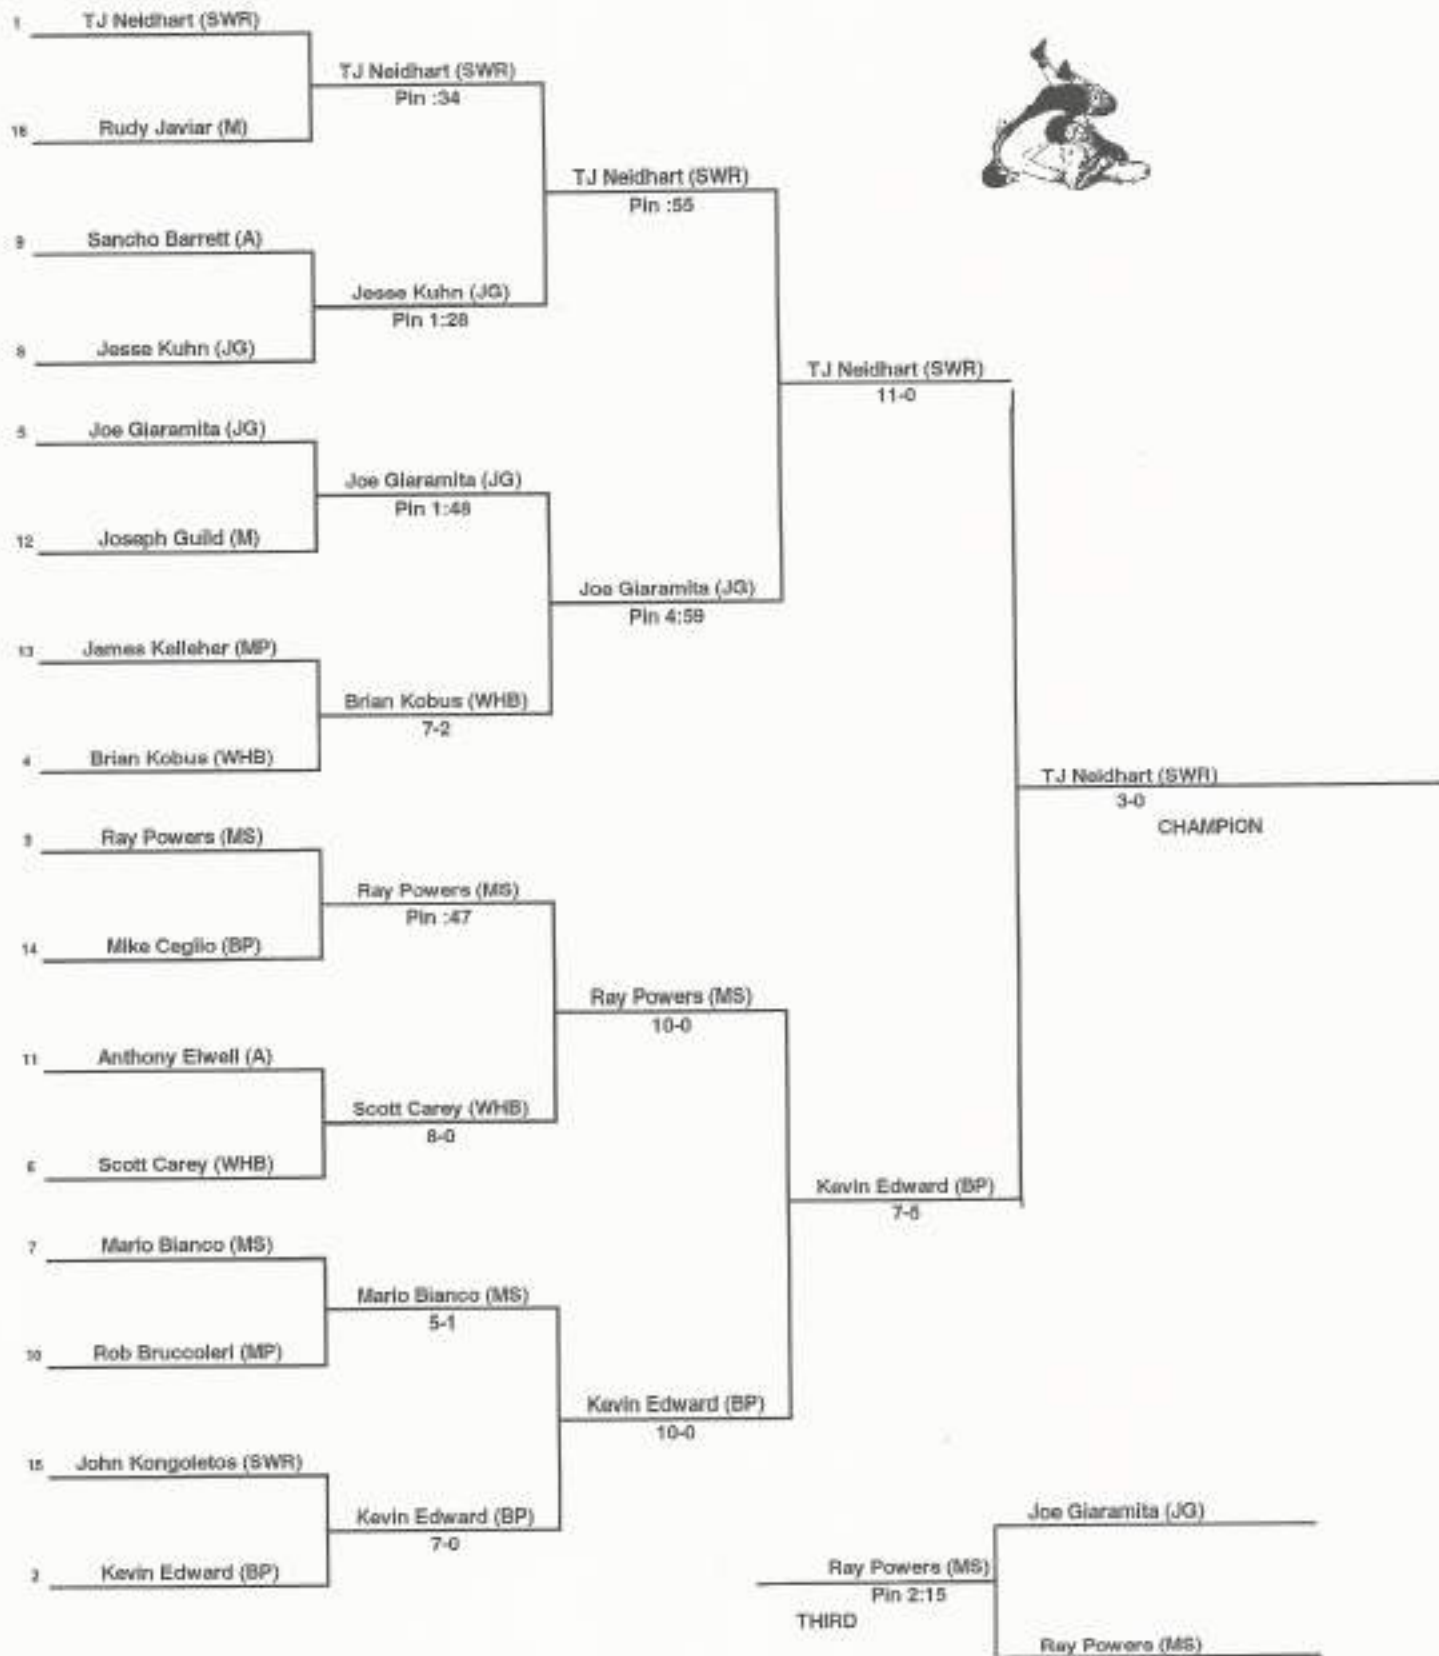 1 TJ Neidhart (SWR)
TJ Neidhart (SWR)
Pin :34
16 Rudy Javiar (M)
TJ Neidhart (SWR)
Pin :55
9 Sancho Barrett (A)
Jesse Kuhn (JG)
Pin 1:28
8 Jesse Kuhn (JG)
TJ Neidhart (SWR)
11-0
5 Joe Giaramita (JG)
Joe Giaramita (JG)
Pin 1:48
12 Joseph Guild (M)
Joe Giaramita (JG)
Pin 4:59
13 James Kelleher (MP)
Brian Kobus (WHB)
7-2
4 Brian Kobus (WHB)
TJ Neidhart (SWR)
3-0
CHAMPION
3 Ray Powers (MS)
Ray Powers (MS)
Pin :47
14 Mike Ceglio (BP)
Ray Powers (MS)
10-0
11 Anthony Elwell (A)
Scott Carey (WHB)
8-0
6 Scott Carey (WHB)
Kevin Edward (BP)
7 Mario Bianco (MS)
Mario Bianco (MS)
5-1
10 Rob Bruccoleri (MP)
Kevin Edward (BP)
10-0
15 John Kongoletos (SWR)
Kevin Edward (BP)
7-0
2 Kevin Edward (BP)
Joe Giaramita (JG)
Ray Powers (MS)
Pin 2:15
THIRD
Ray Powers (MS)